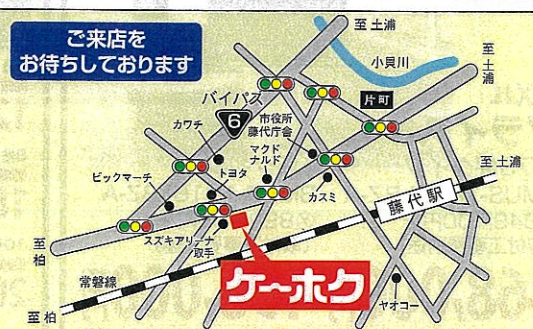 ご来店を
お待ちしております
至土浦
小貝川
至土浦
片町
バイパス
6
カワチ
市役所
藤代庁舎
マクド
ナルド
トヨタ
ビックマーチ
カスミ
至土浦
藤代駅
スズキアリーナ
取手
至柏
ケーホク
常磐線
ヤオコー
至柏